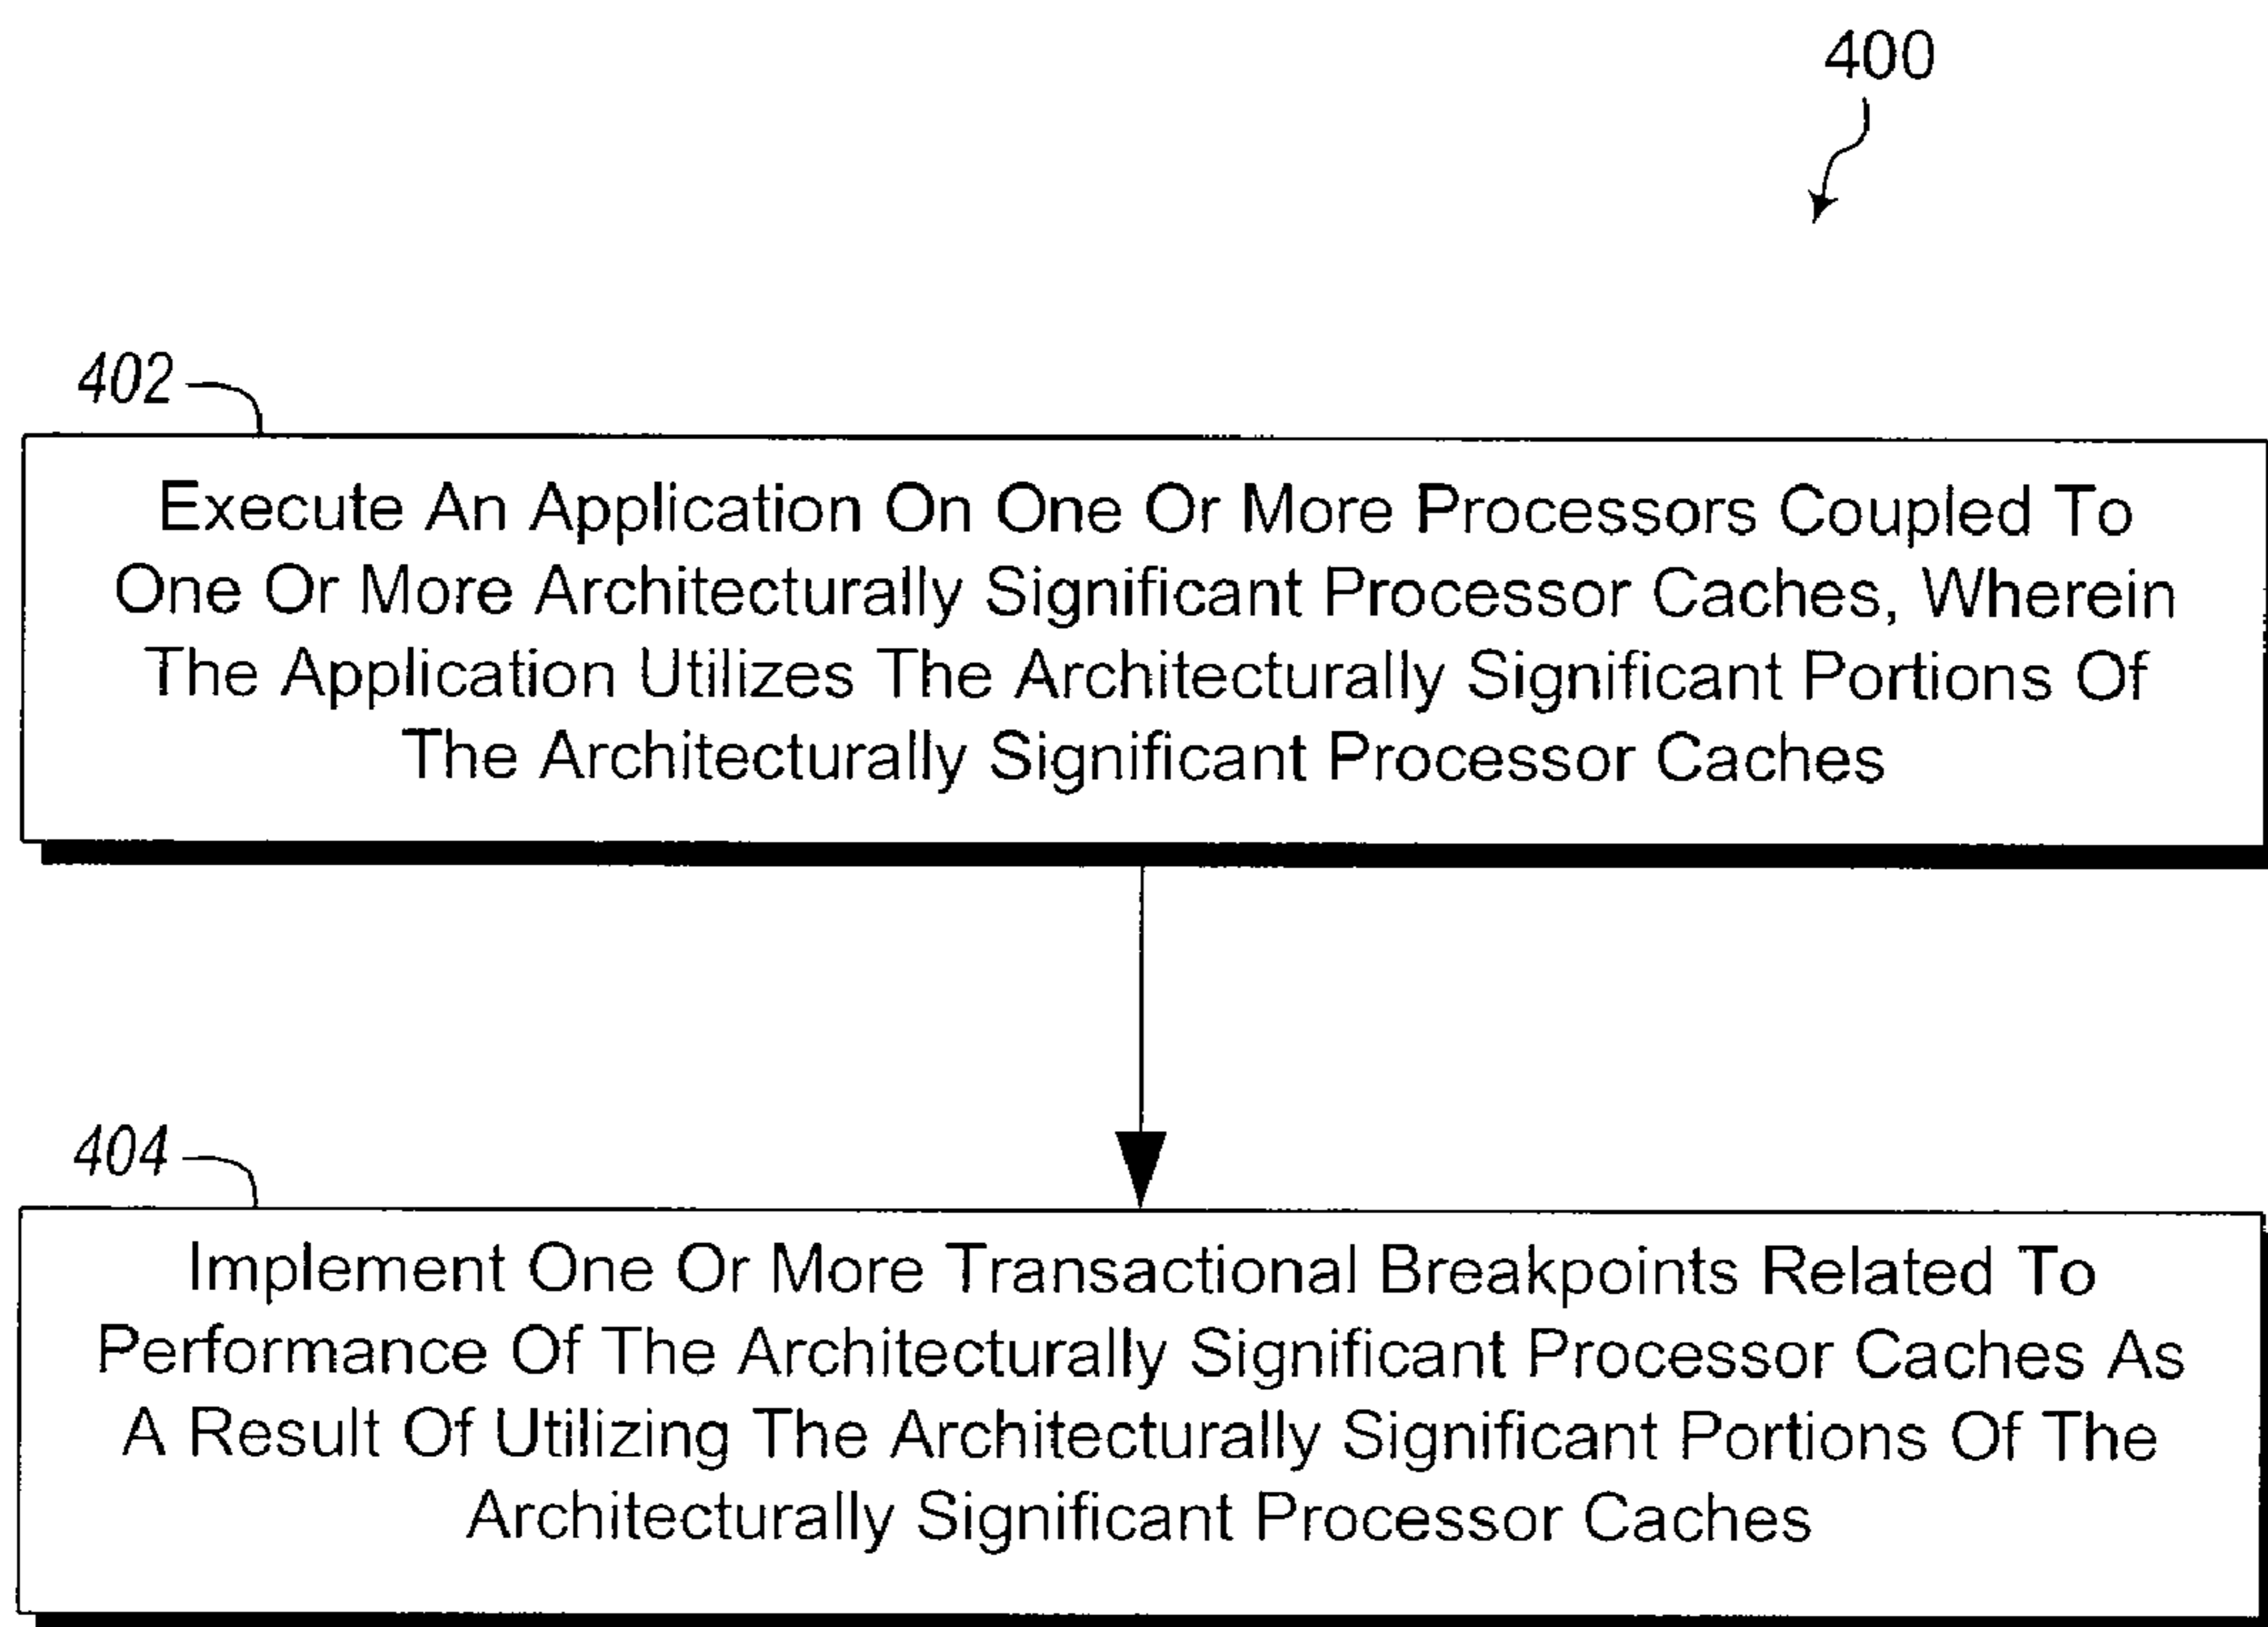 400
402
Execute An Application On One Or More Processors Coupled To
One Or More Architecturally Significant Processor Caches, Wherein
The Application Utilizes The Architecturally Significant Portions Of
The Architecturally Significant Processor Caches
404
Implement One Or More Transactional Breakpoints Related To
Performance Of The Architecturally Significant Processor Caches As
A Result Of Utilizing The Architecturally Significant Portions Of The
Architecturally Significant Processor Caches